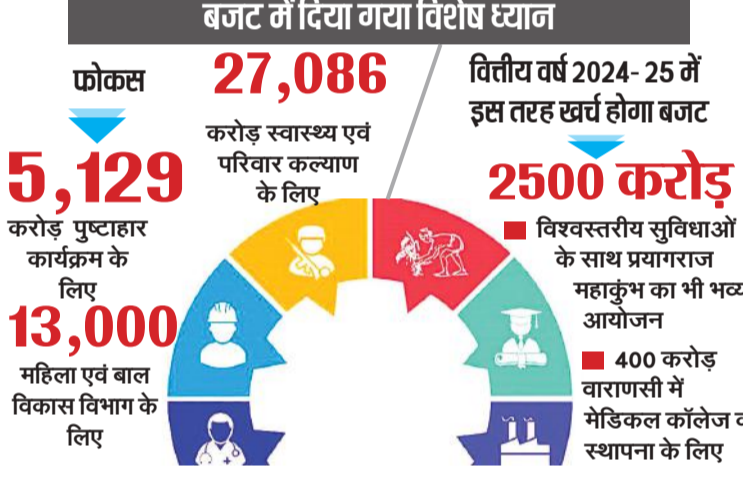 बजट में दिया गया विशेष ध्यान
फोकस
5,129
करोड़ पुष्टाहार
कार्यक्रम के
लिए
13,000
महिला एवं बाल
विकास विभाग के
लिए
27,086
करोड़ स्वास्थ्य एवं
परिवार कल्याण
के लिए
वित्तीय वर्ष 2024- 25 में
इस तरह खर्च होगा बजट
2500 करोड़
विश्वस्तरीय सुविधाओं
के साथ प्रयागराज
महाकुंभ का भी भव्य
आयोजन
400 करोड़
वाराणसी में
मेडिकल कॉलेज
स्थापना के लिए